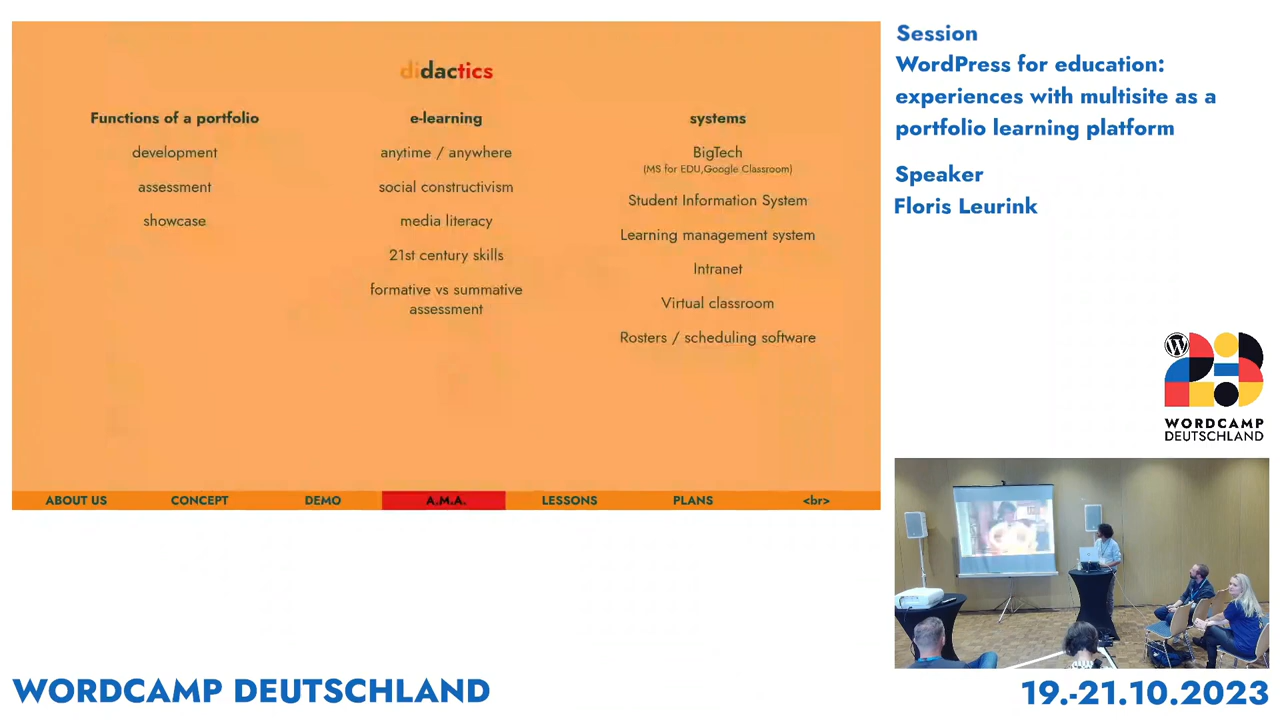 didactics
Functions of a portfolio
development
assessment
showcase
e-learning
anytime / anywhere
social constructivism
media literacy
21st century skills
formative vs summative
assessment
systems
BigTech
(MS for EDU,Google Classroom)
Student Information System
Learning management system
Intranet
Virtual classroom
Rosters / scheduling software
ABOUT US
CONCEPT
DEMO
A.M.A.
LESSONS
PLANS
<br>
Session
WordPress for education:
experiences with multisite as a
portfolio learning platform
Speaker
Floris Leurink
W
WORDCAMP
DEUTSCHLAND
WORDCAMP DEUTSCHLAND
19.-21.10.2023